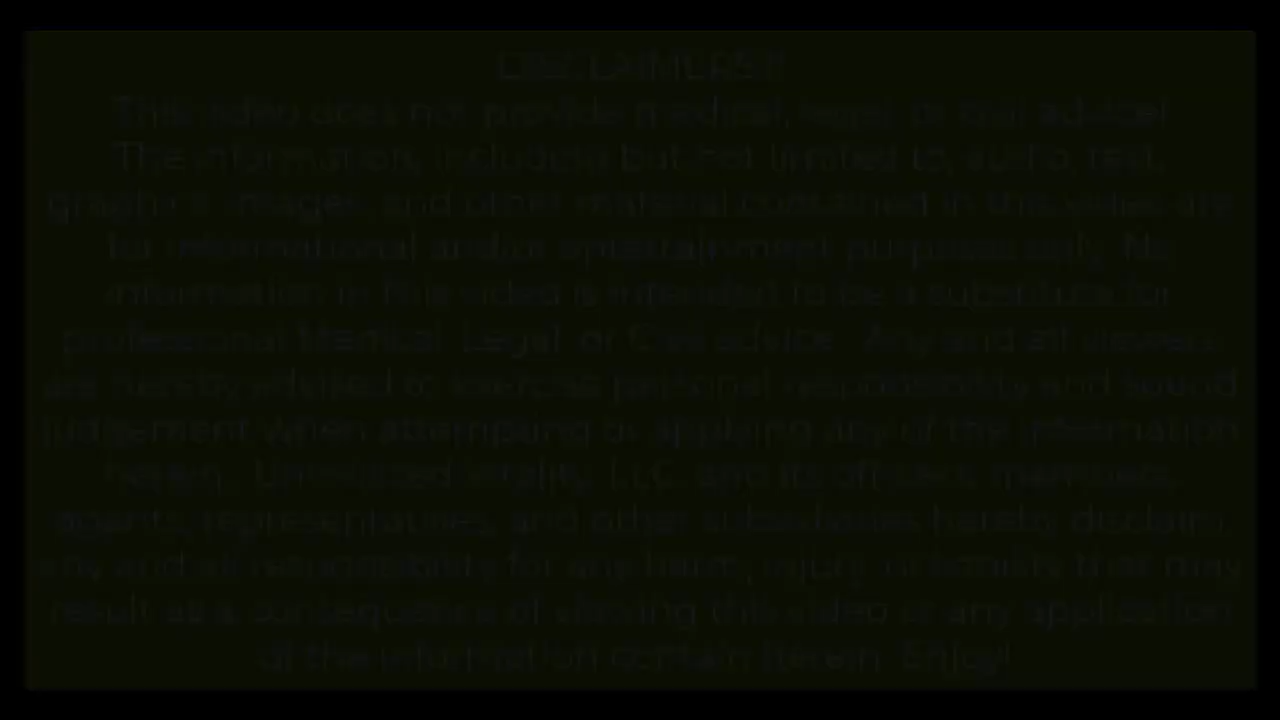 DISCLAIMERS!
This video does not provide medical, legal or civil advice!
The information, including but not limited to, audio, text,
graphics, images and other material contained in this video are
for informational and/or entertainment purposes only. No
information in this video is intended to be a substitute for
professional Medical, Legal, or Civil advice. Any and all viewers
are hereby advised to exercise personal responsibility and sound
judgement when attempting or applying any of the information
herein. Vitality, LLC and its officers, members,
agents, representatives, and other subsidiaries hereby disclaim
any and all responsibility for any harm, injury, or that may
result as a consequence of viewing this video or any application
of the information contain herein. Enjoy!